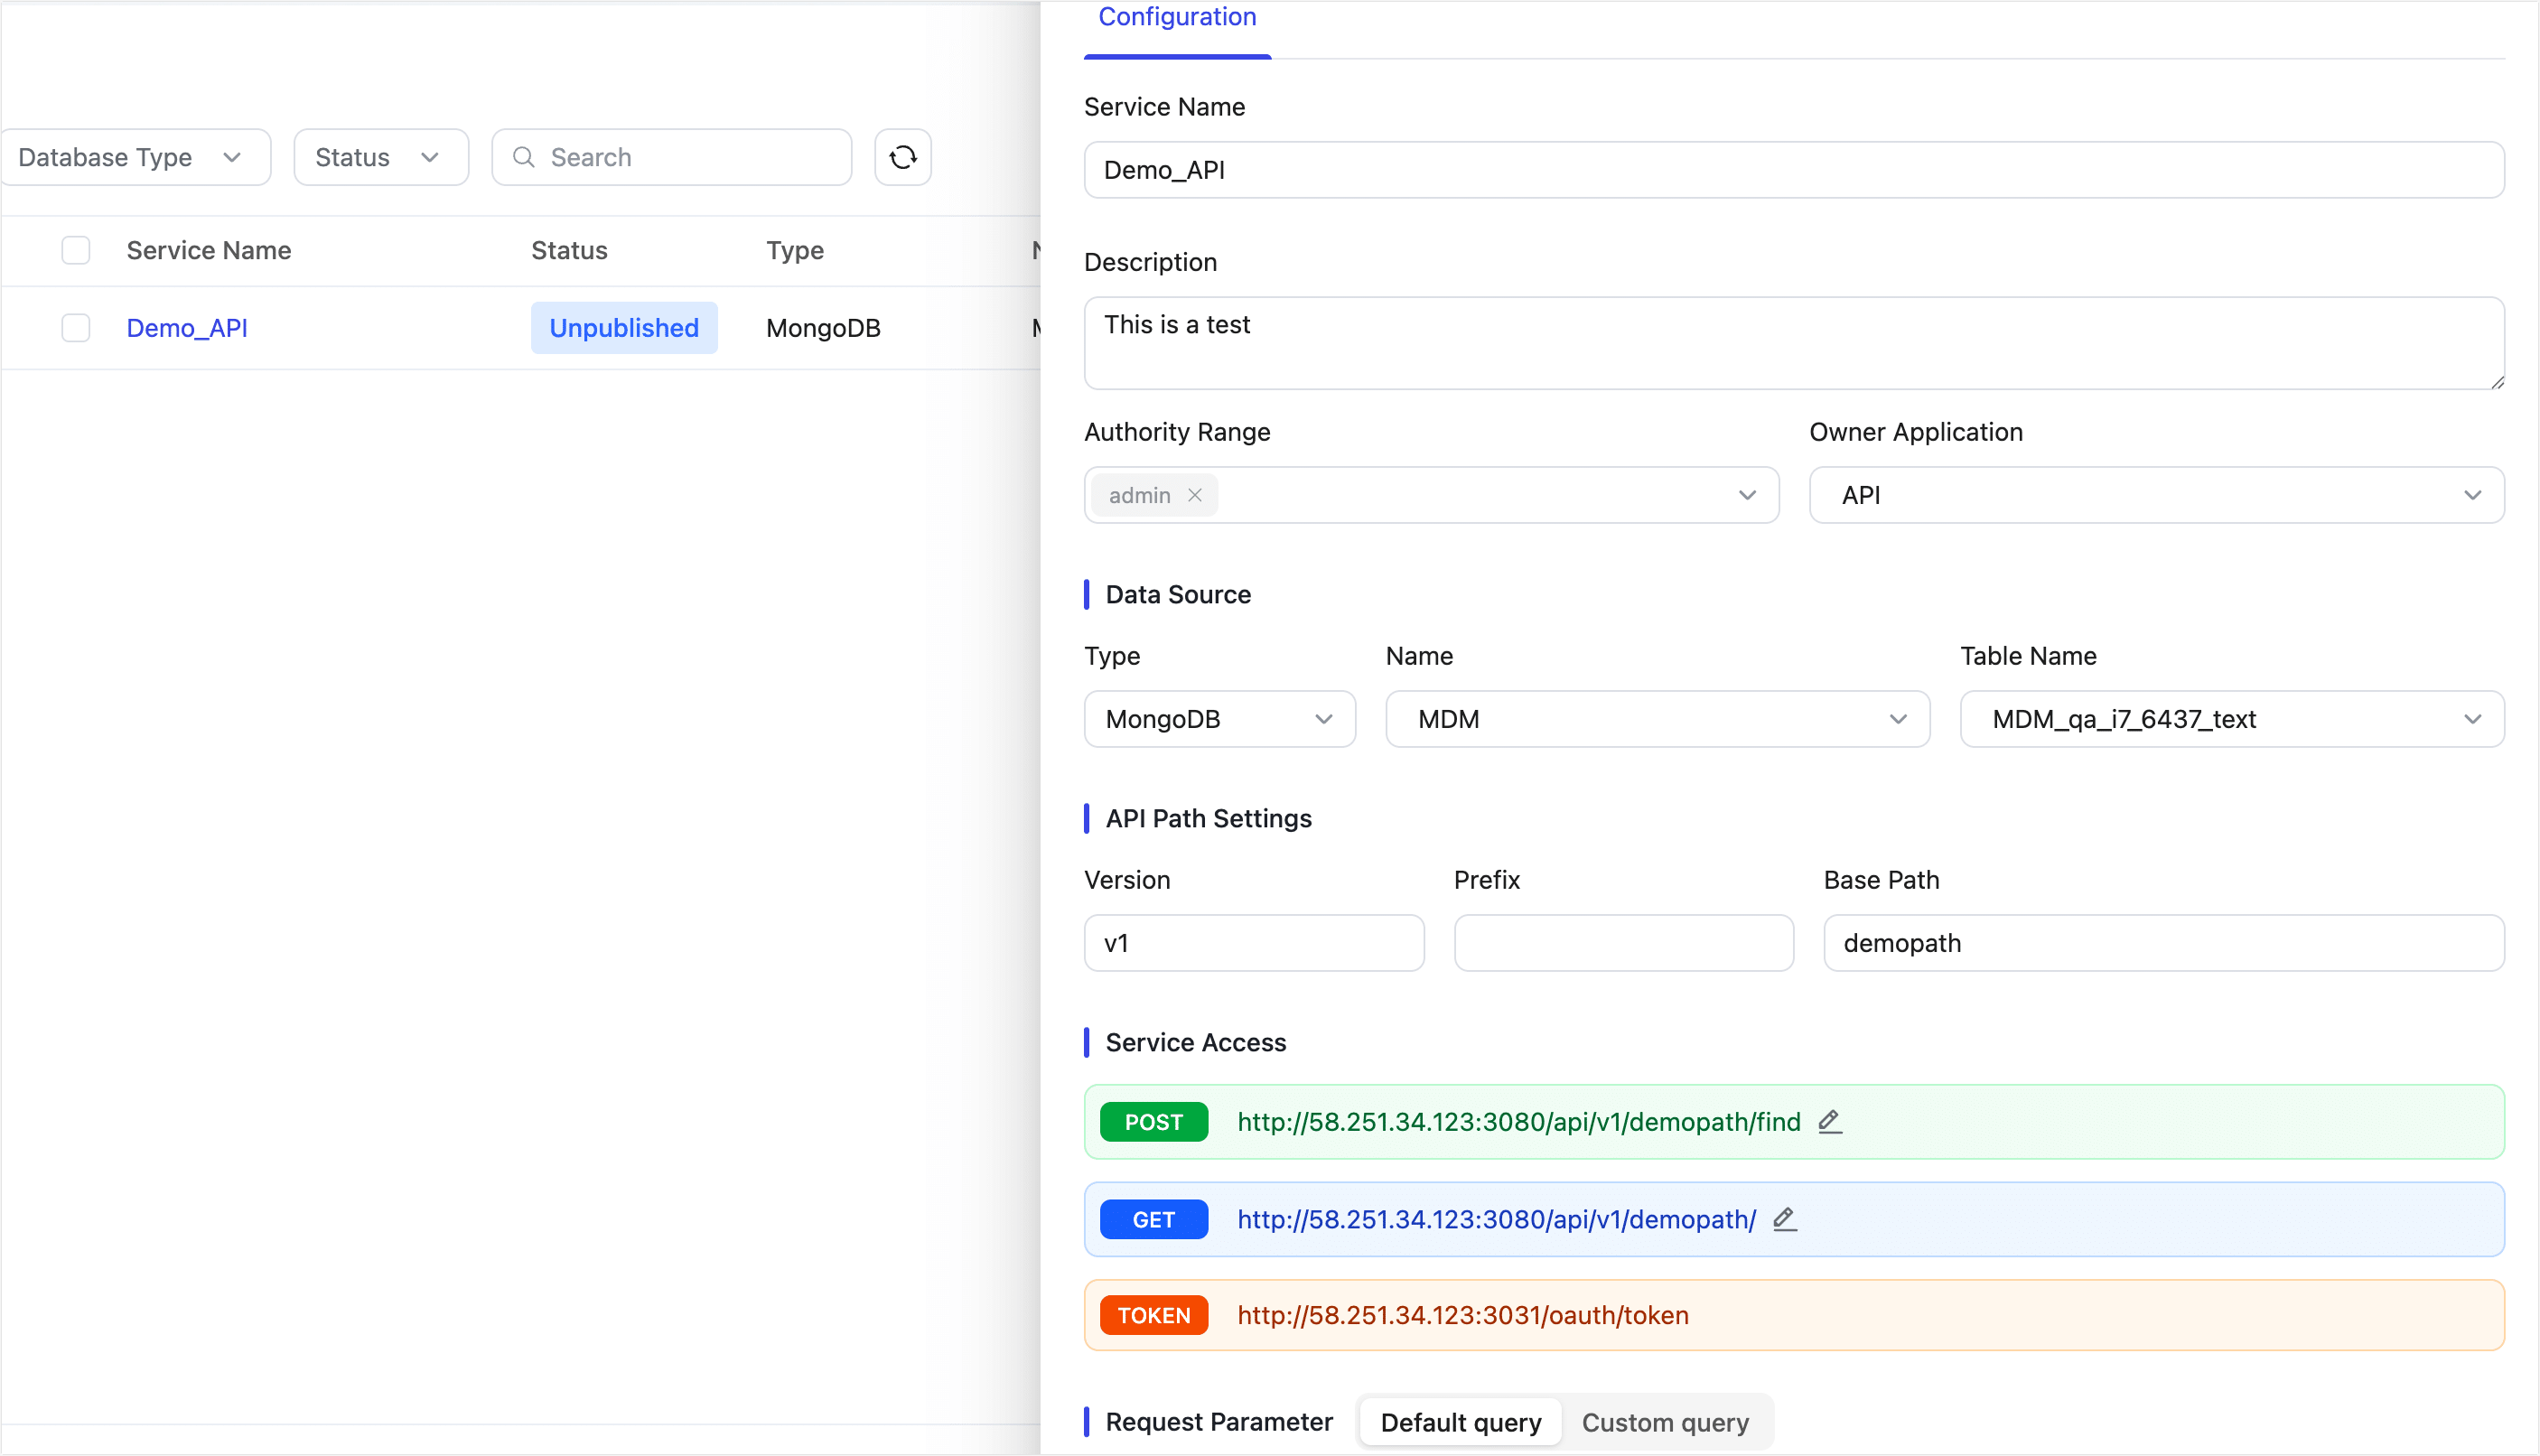 Configuration
Database Type
Status
Search
Service Name
Status
Type
Demo_API
Unpublished
MongoDB
Service Name
Demo_API
Description
This is a test
Authority Range
Owner Application
admin
API
Data Source
Type
Name
Table Name
MongoDB
MDM
MDM_qa_i7_6437_text
API Path Settings
Version
Prefix
Base Path
v1
demopath
Service Access
POST http://58.251.34.123:3080/api/v1/demopath/find
GET http://58.251.34.123:3080/api/v1/demopath/
TOKEN http://58.251.34.123:3031/oauth/token
Request Parameter
Default query
Custom query